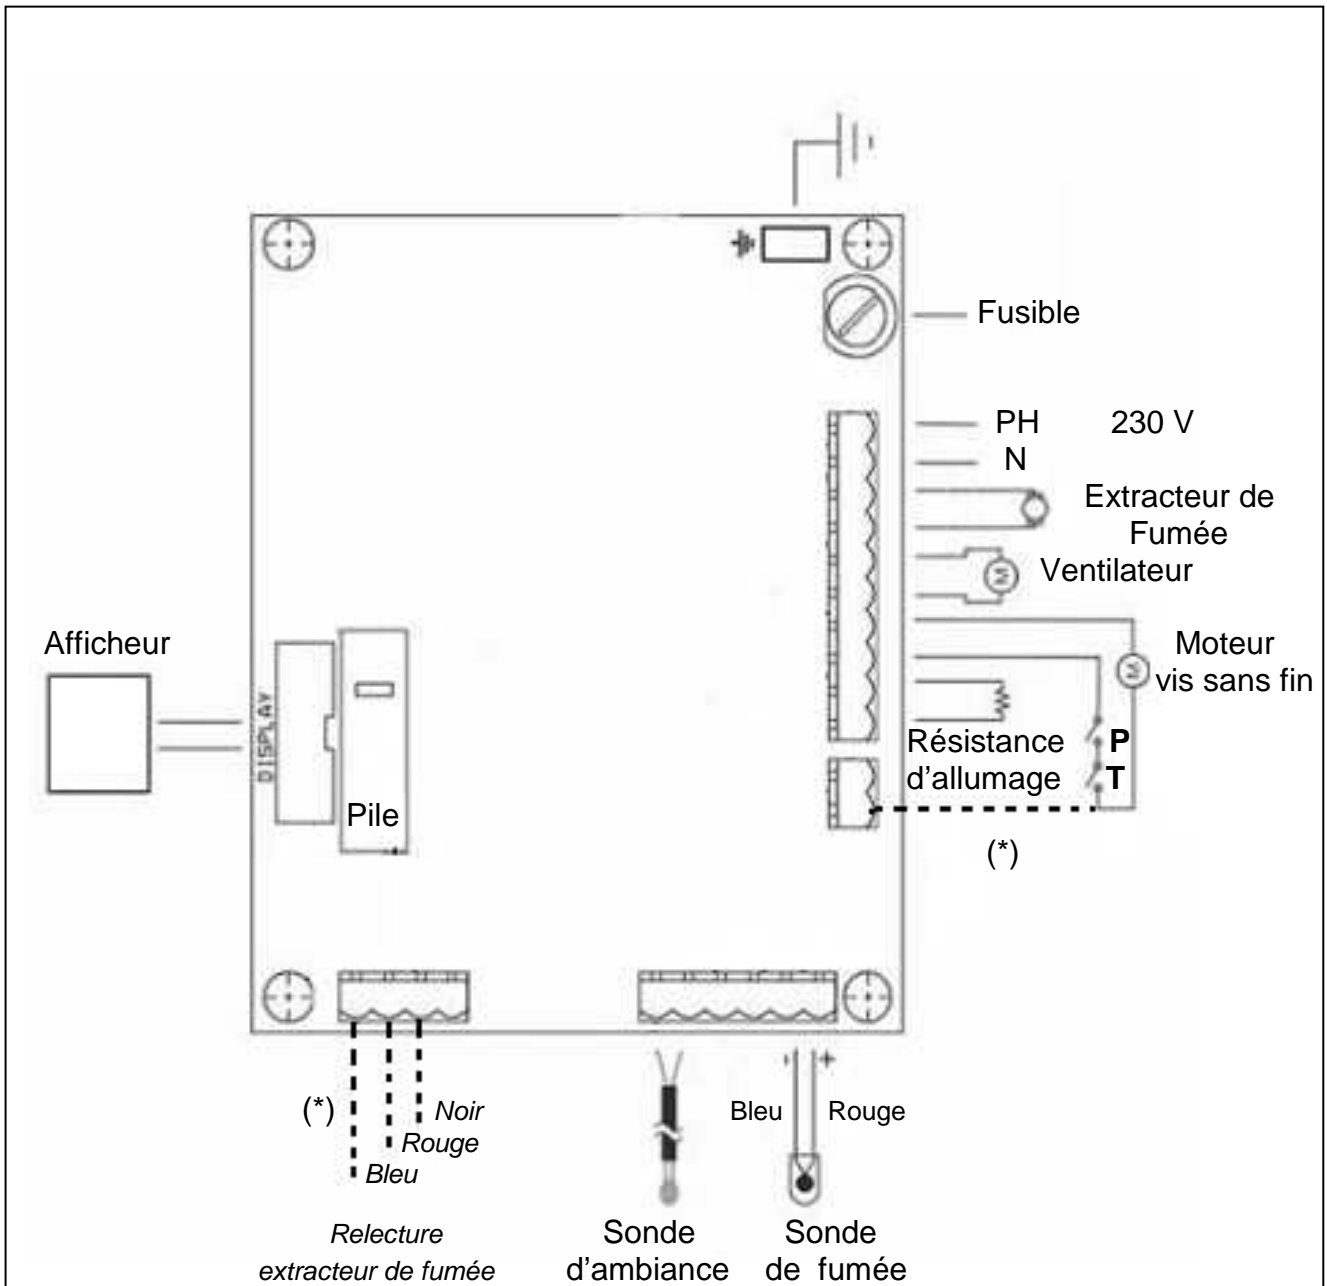 Fusible
PH 230 V
N
Extracteur de
Fumée
M
Ventilateur
Afficheur
Moteur
M
vis sans fin
DISPLAY
Résistance
d'allumage
P
T
Pile
(*)
- +
(*)
Noir
Bleu
Rouge
Rouge
Bleu
Relecture
extracteur de fumée
Sonde
d'ambiance
Sonde
de fumée